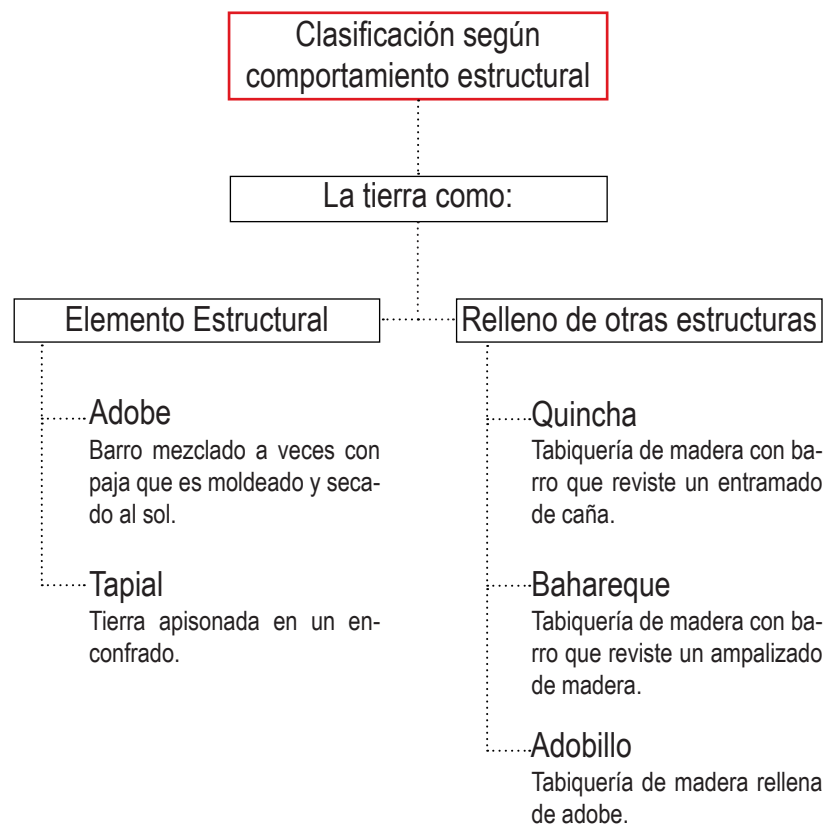 Clasificación según
comportamiento estructural
La tierra como:
Elemento Estructural
Adobe
Barro mezclado a veces con
paja que es moldeado y seca-
do al sol.
Tapial
Tierra apisonada en un en-
confrado.
Relleno de otras estructuras
Quincha
Tabiquería de madera con ba-
rro que reviste un entramado
de caña.
Bahareque
Tabiquería de madera con ba-
rro que reviste un ampalizado
de madera.
Adobillo
Tabiquería de madera rellena
de adobe.